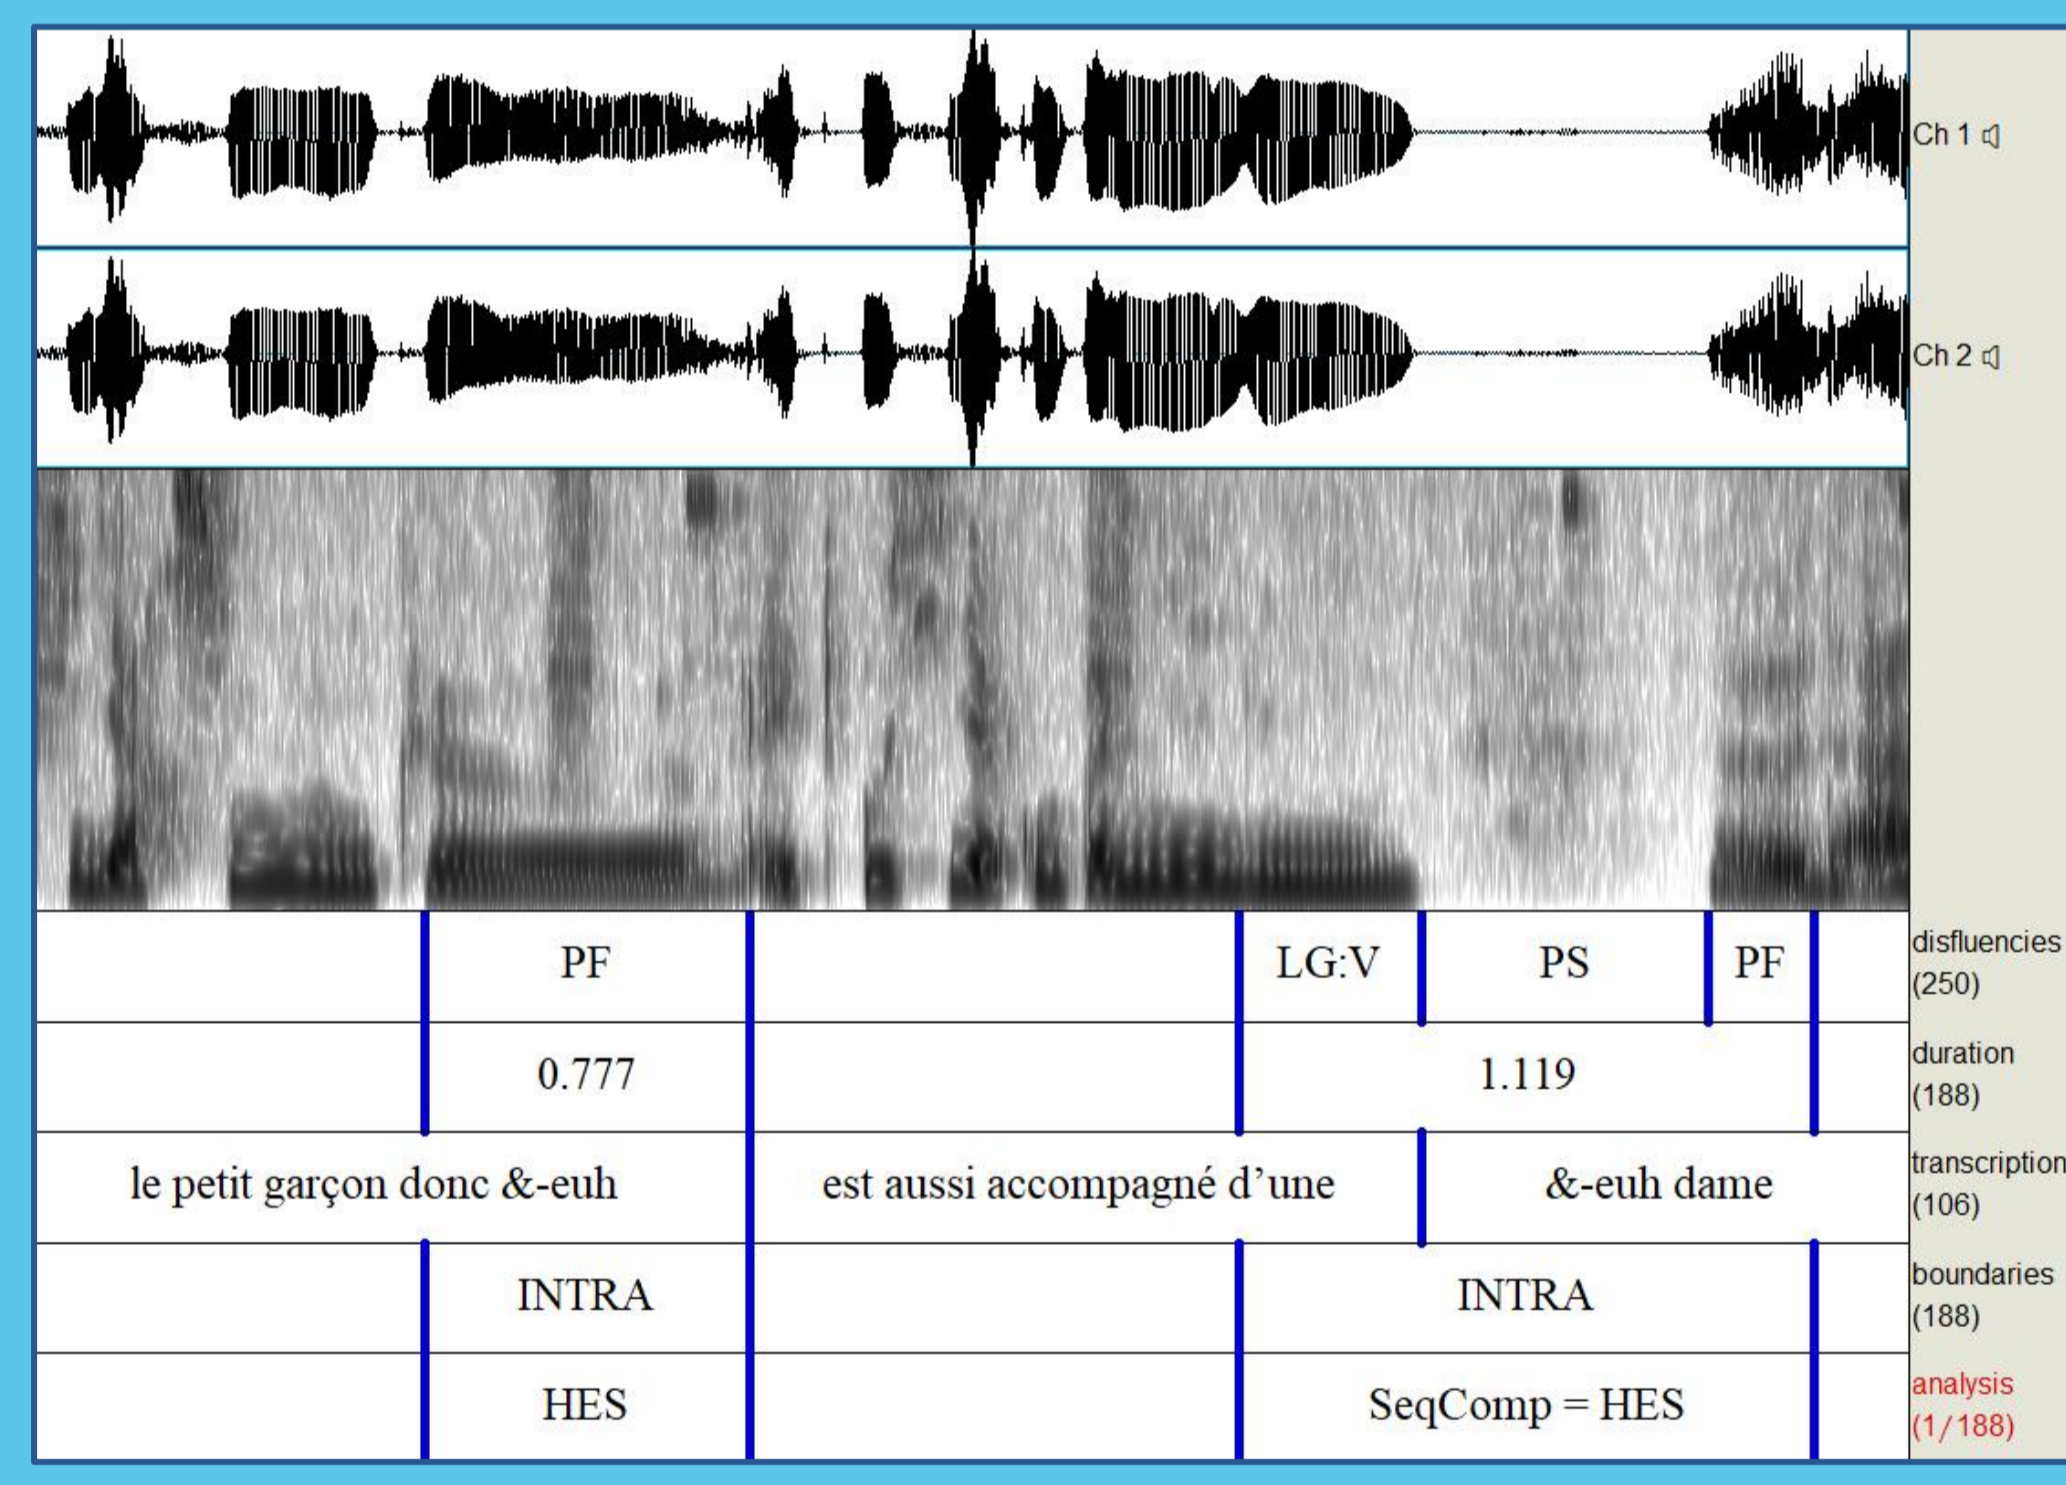 Ch 1
Ch 2
PF LG:V PS PF disfluencies (250)
0.777 1.119 duration (188)
le petit garçon donc &-euh est aussi accompagné d’une &-euh dame transcription (106)
INTRA INTRA boundaries (188)
HES SeqComp = HES analysis (1/188)